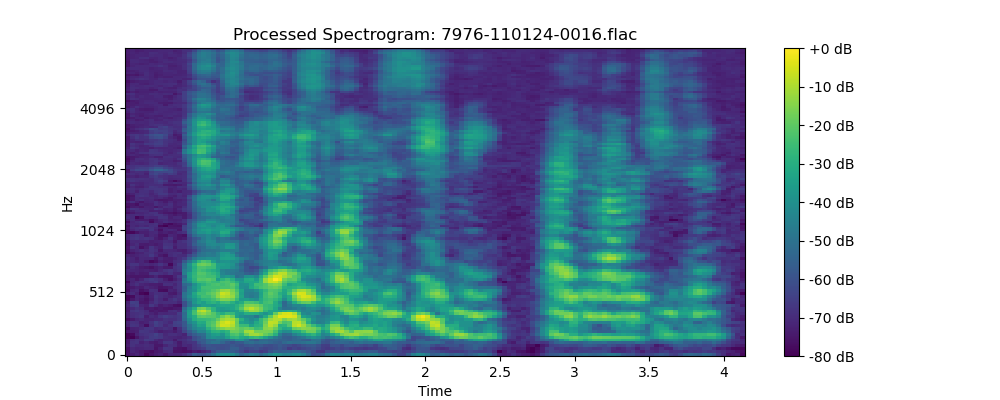 Processed Spectrogram: 7976-110124-0016.flac
Hz
4096
2048
1024
512
0
0
0.5
1
1.5
2
2.5
3
3.5
4
Time
+0 dB
-10 dB
-20 dB
-30 dB
-40 dB
-50 dB
-60 dB
-70 dB
-80 dB